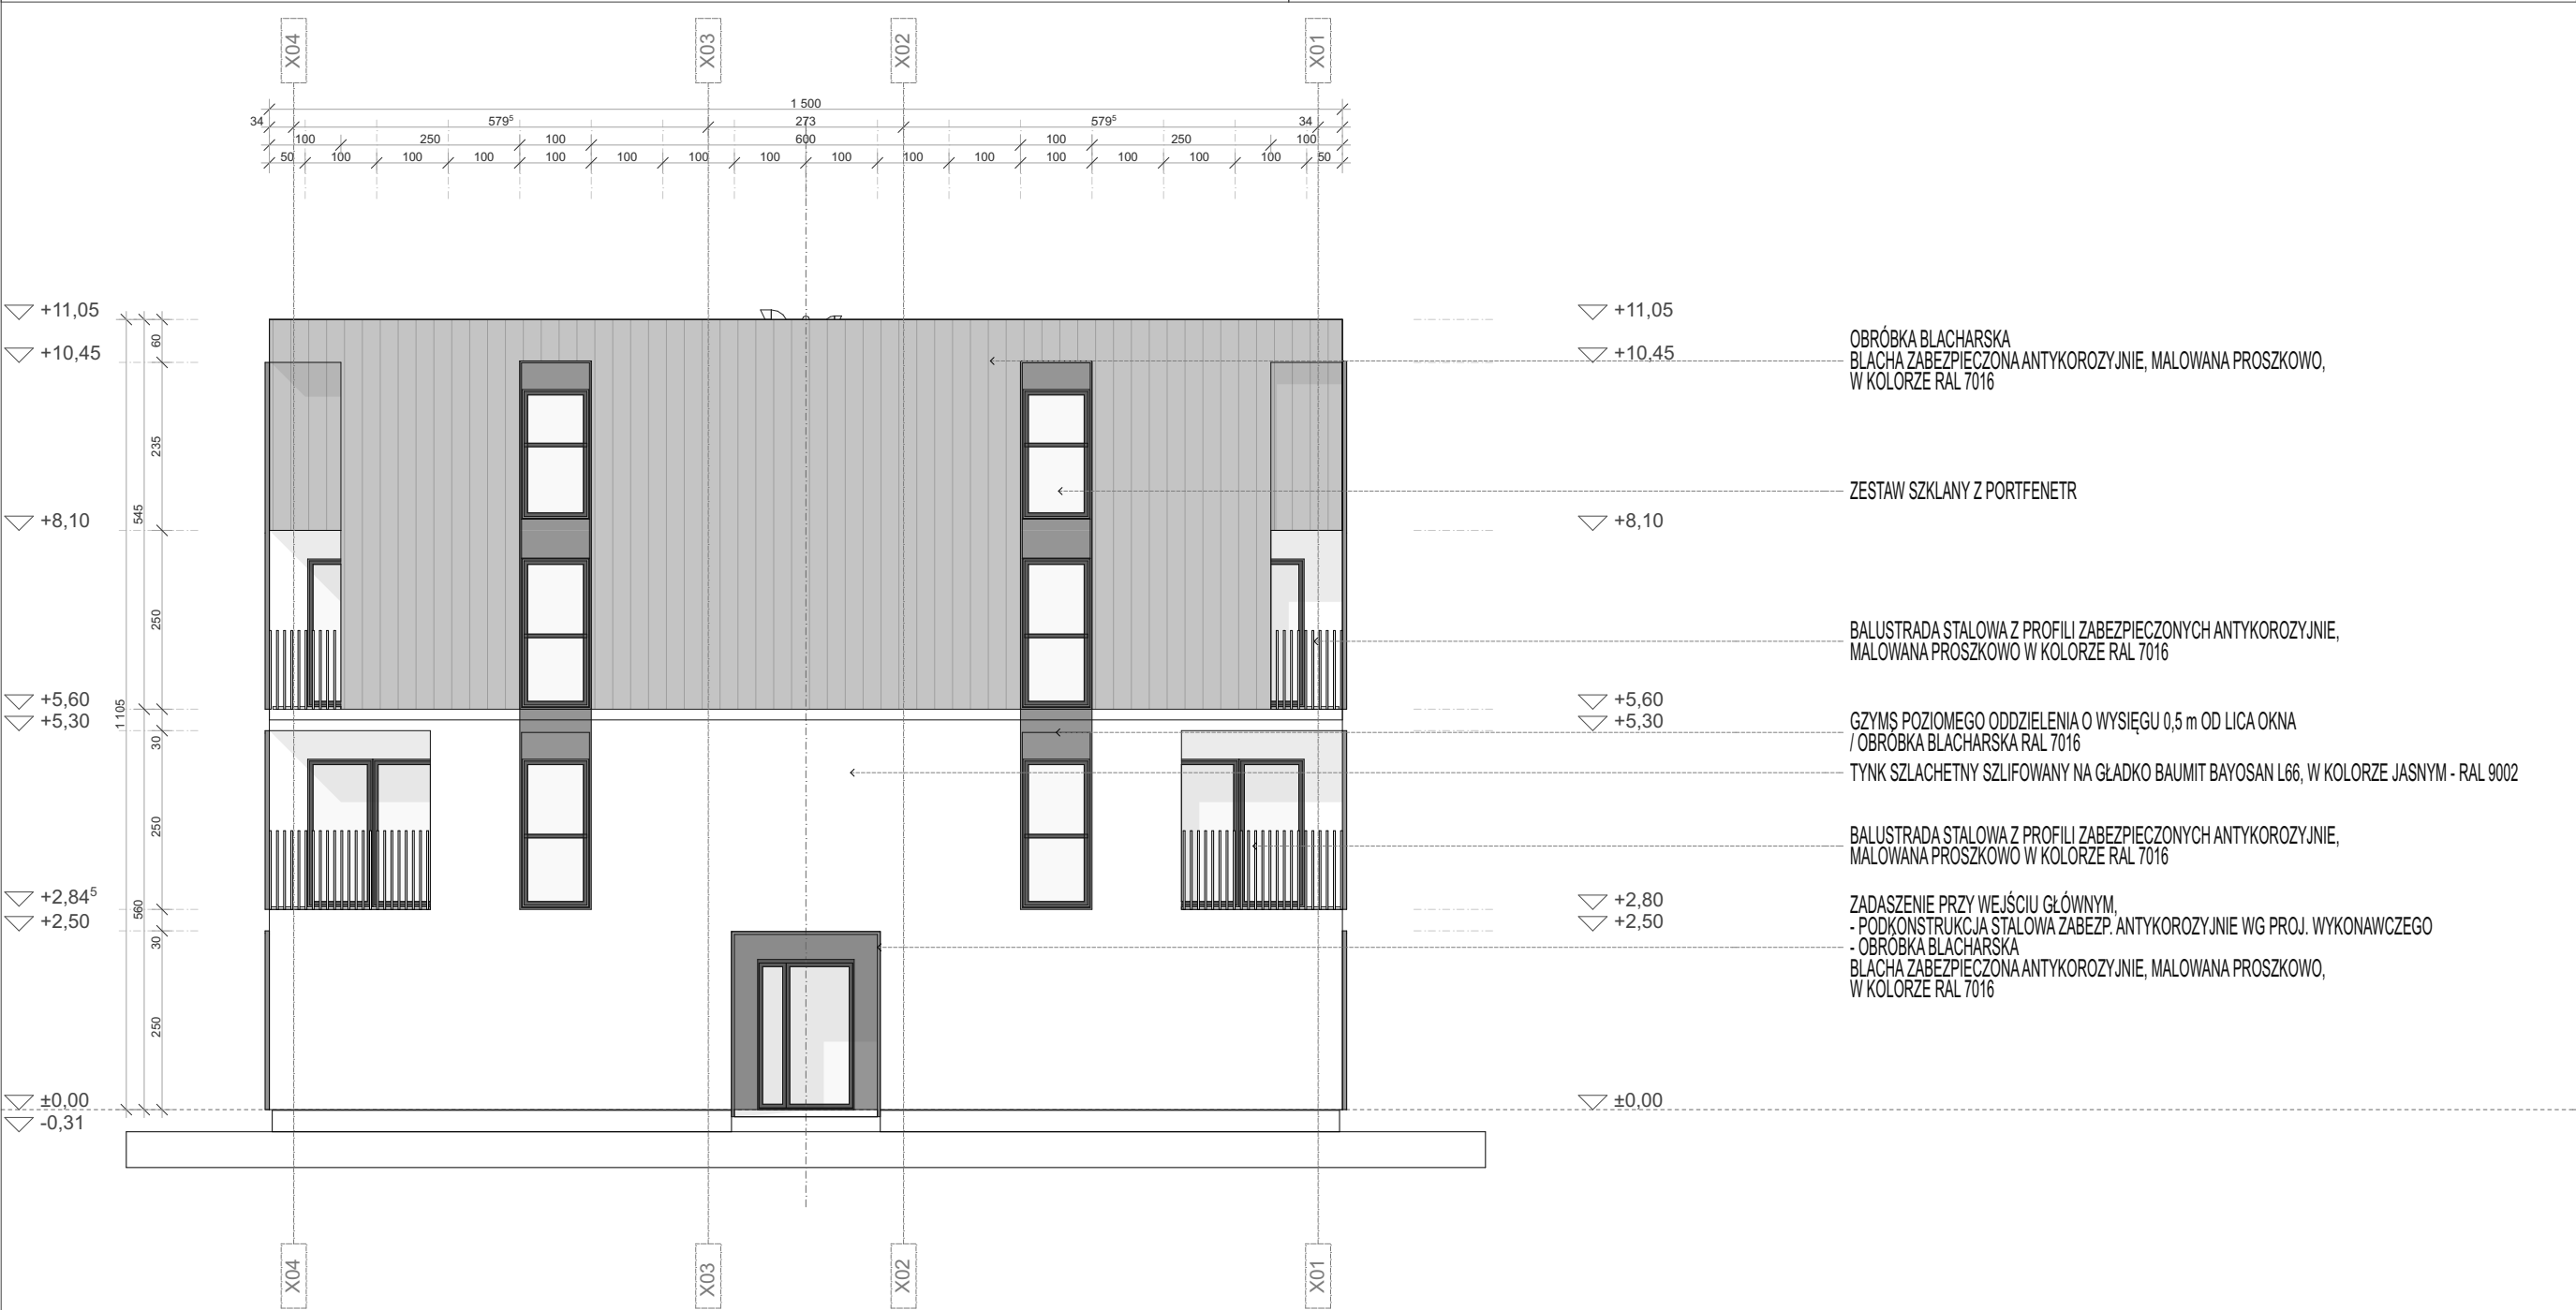 X04
X03
X02
X01
1 500
34
579⁵
273
579⁵
34
100
250
100
600
100
250
100
50
100
100
100
100
100
100
100
100
100
100
100
100
100
100
50
+11,05
+10,45
+8,10
+5,60
+5,30
+2,84⁵
+2,50
±0,00
-0,31
1 105
545
560
60
235
250
30
250
30
250
+11,05
+10,45
+8,10
+5,60
+5,30
+2,80
+2,50
±0,00
OBRÓBKA BLACHARSKA
BLACHA ZABEZPIECZONA ANTYKOROZYJNIE, MALOWANA PROSZKOWO,
W KOLORZE RAL 7016
ZESTAW SZKLANY Z PORTFENETR
BALUSTRADA STALOWA Z PROFILI ZABEZPIECZONYCH ANTYKOROZYJNIE,
MALOWANA PROSZKOWO W KOLORZE RAL 7016
GZYMS POZIOMEGO ODDZIELENIA O WYSIĘGU 0,5 m OD LICA OKNA
/ OBRÓBKA BLACHARSKA RAL 7016
TYNK SZLACHETNY SZLIFOWANY NA GŁADKO BAUMIT BAYOSAN L66, W KOLORZE JASNYM - RAL 9002
BALUSTRADA STALOWA Z PROFILI ZABEZPIECZONYCH ANTYKOROZYJNIE,
MALOWANA PROSZKOWO W KOLORZE RAL 7016
ZADASZENIE PRZY WEJŚCIU GŁÓWNYM,
- PODKONSTRUKCJA STALOWA ZABEZP. ANTYKOROZYJNIE WG PROJ. WYKONAWCZEGO
- OBRÓBKA BLACHARSKA
BLACHA ZABEZPIECZONA ANTYKOROZYJNIE, MALOWANA PROSZKOWO,
W KOLORZE RAL 7016
X04
X03
X02
X01